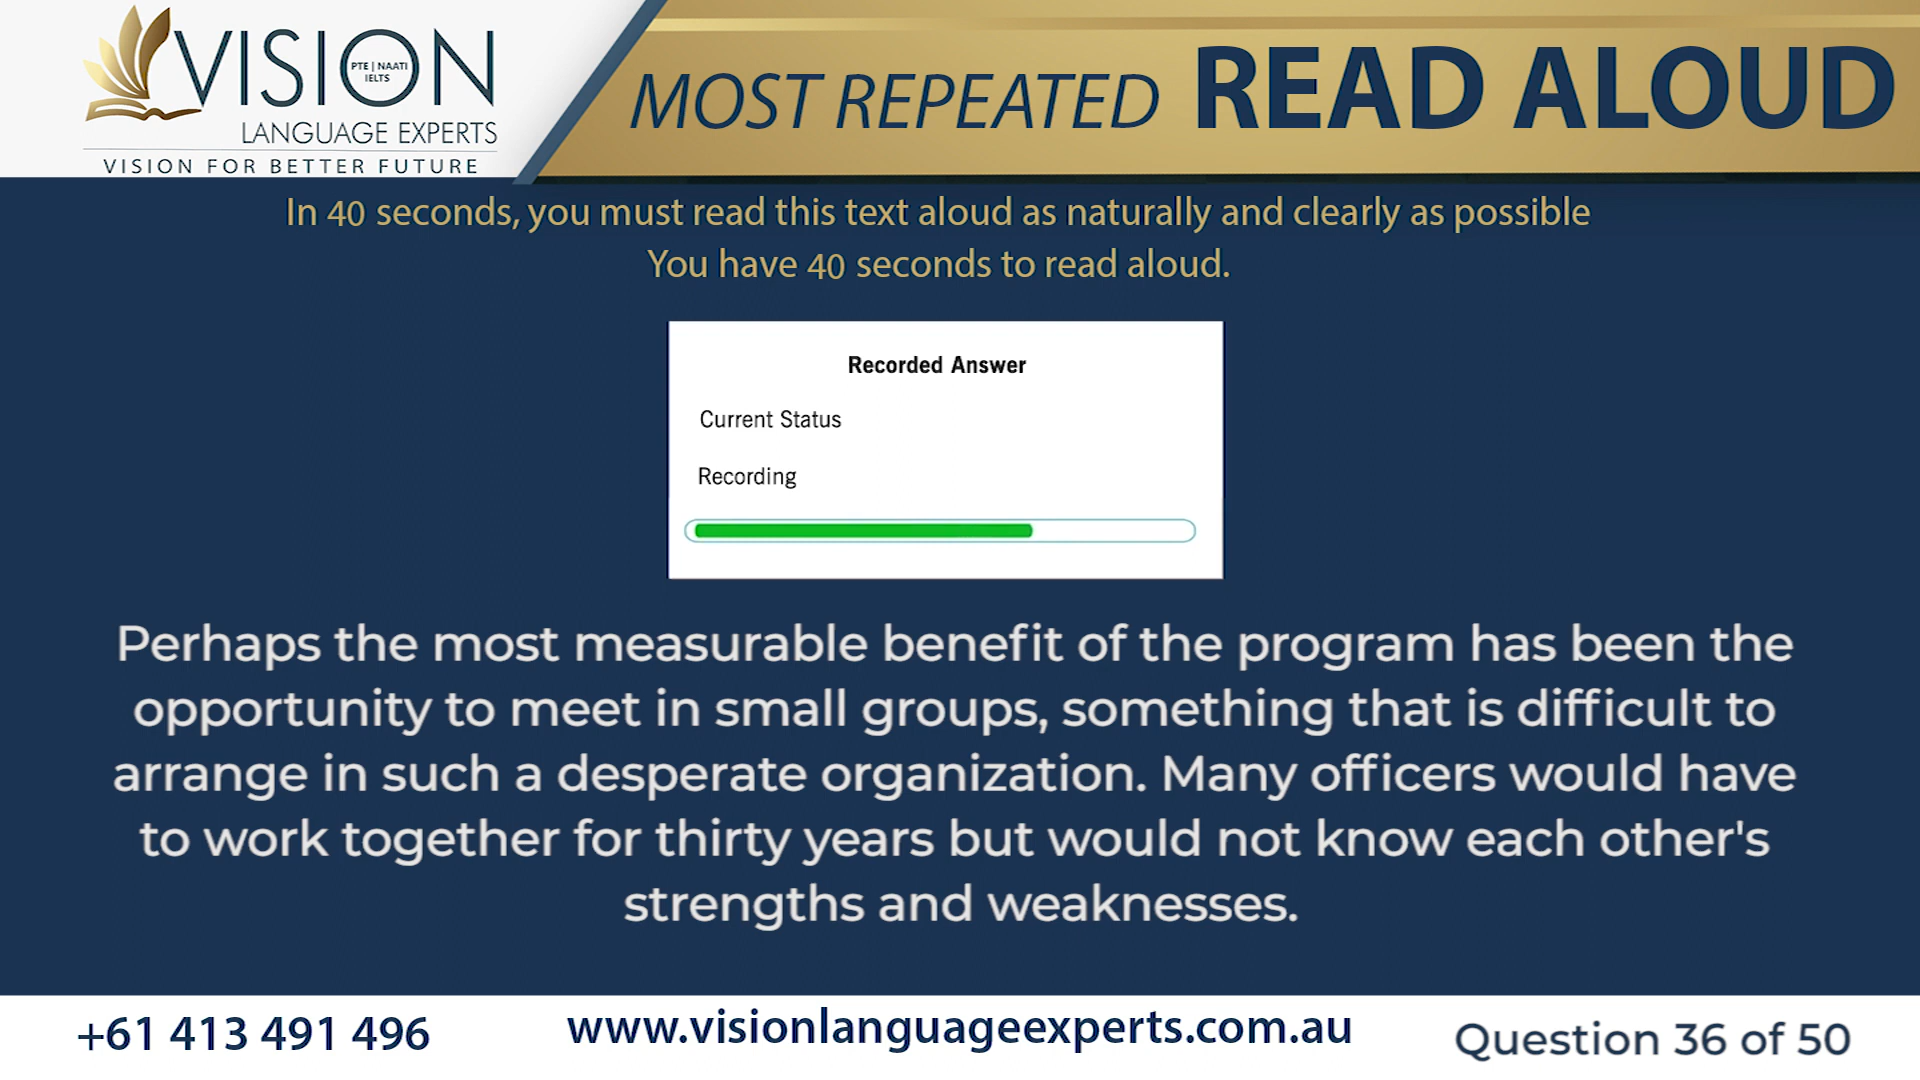 VISION
PTE | NAATI
IELTS
LANGUAGE EXPERTS
VISION FOR BETTER FUTURE
MOST REPEATED READ ALOUD
In 40 seconds, you must read this text aloud as naturally and clearly as possible
You have 40 seconds to read aloud.
Recorded Answer
Current Status
Recording
Perhaps the most measurable benefit of the program has been the
opportunity to meet in small groups, something that is difficult to
arrange in such a desperate organization. Many officers would have
to work together for thirty years but would not know each other's
strengths and weaknesses.
+61 413 491 496
www.visionlanguageexperts.com.au
Question 36 of 50